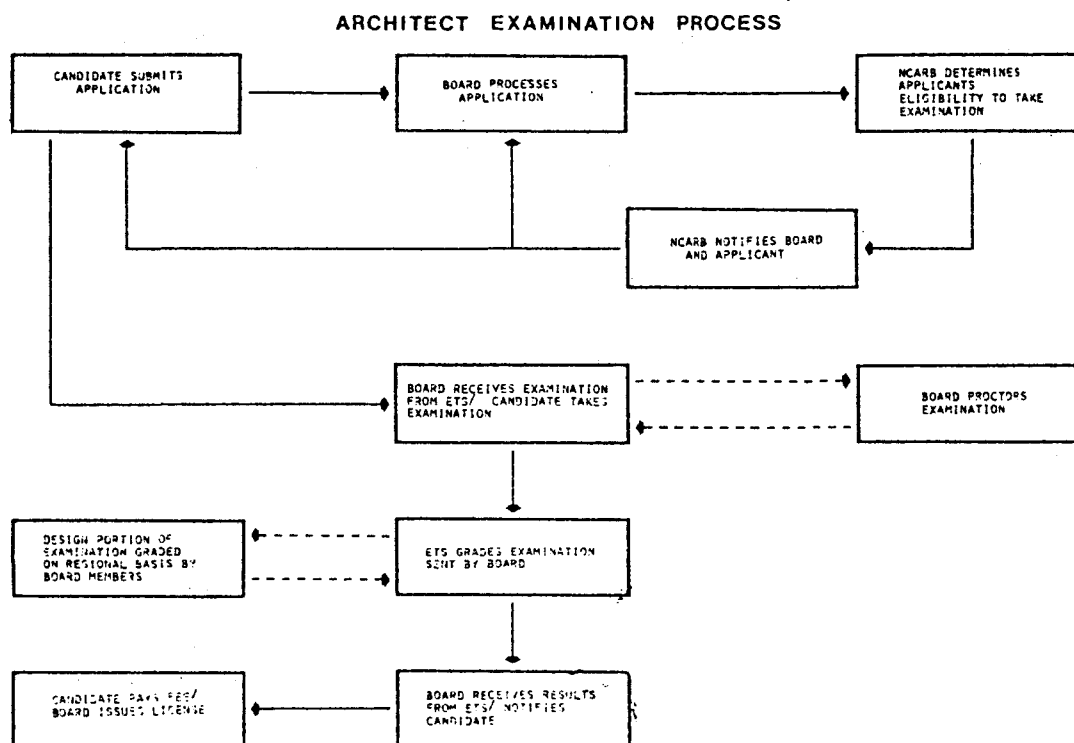 ARCHITECT EXAMINATION PROCESS
CANDIDATE SUBMITS
APPLICATION
BOARD PROCESSES
APPLICATION
NCARB DETERMINES
APPLICANTS
ELIGIBILITY TO TAKE
EXAMINATION
NCARB NOTIFIES BOARD
AND APPLICANT
BOARD RECEIVES EXAMINATION
FROM ETS/ CANDIDATE TAKES
EXAMINATION
BOARD PROCTORS
EXAMINATION
DESIGN PORTION OF
EXAMINATION GRADED
ON REGIONAL BASIS BY
BOARD MEMBERS
ETS GRADES EXAMINATION
SENT BY BOARD
CANDIDATE PAYS FEE/
BOARD ISSUES LICENSE
BOARD RECEIVES RESULTS
FROM ETS/ NOTIFIES
CANDIDATE